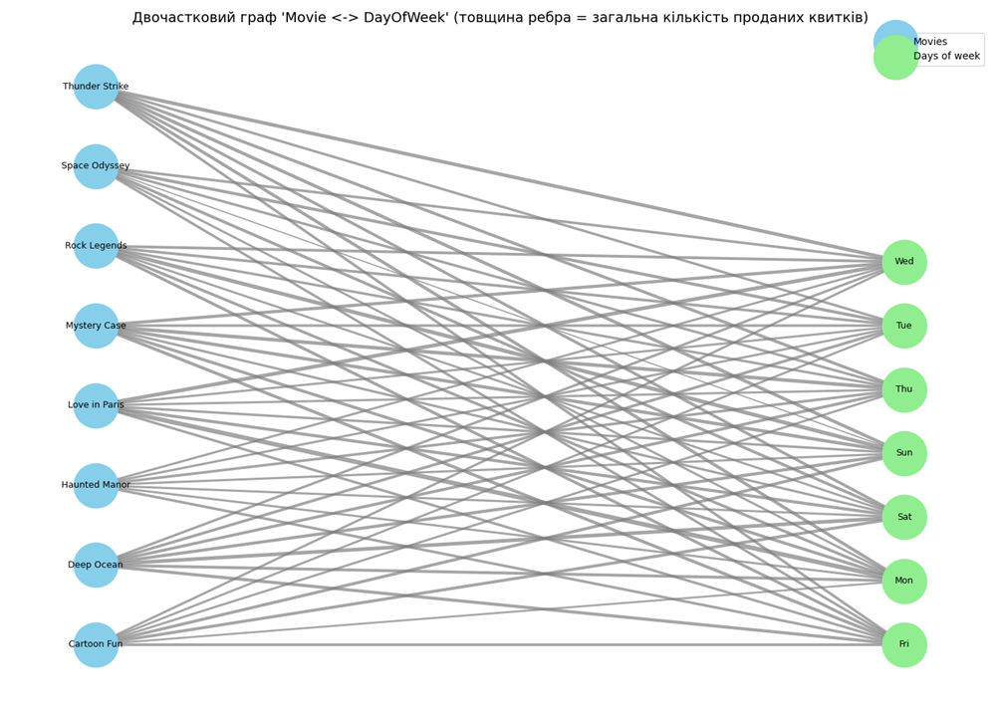 Двочастковий граф 'Movie <-> DayOfWeek' (товщина ребра = загальна кількість проданих квитків)
Movies
Days of week
Thunder Strike
Space Odyssey
Rock Legends
Mystery Case
Love in Paris
Haunted Manor
Deep Ocean
Cartoon Fun
Wed
Tue
Thu
Sun
Sat
Mon
Fri